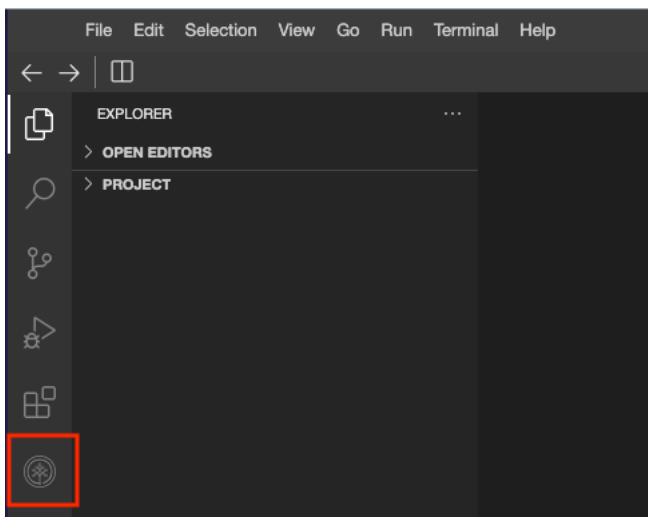 File Edit Selection View Go Run Terminal Help
EXPLORER
OPEN EDITORS
PROJECT